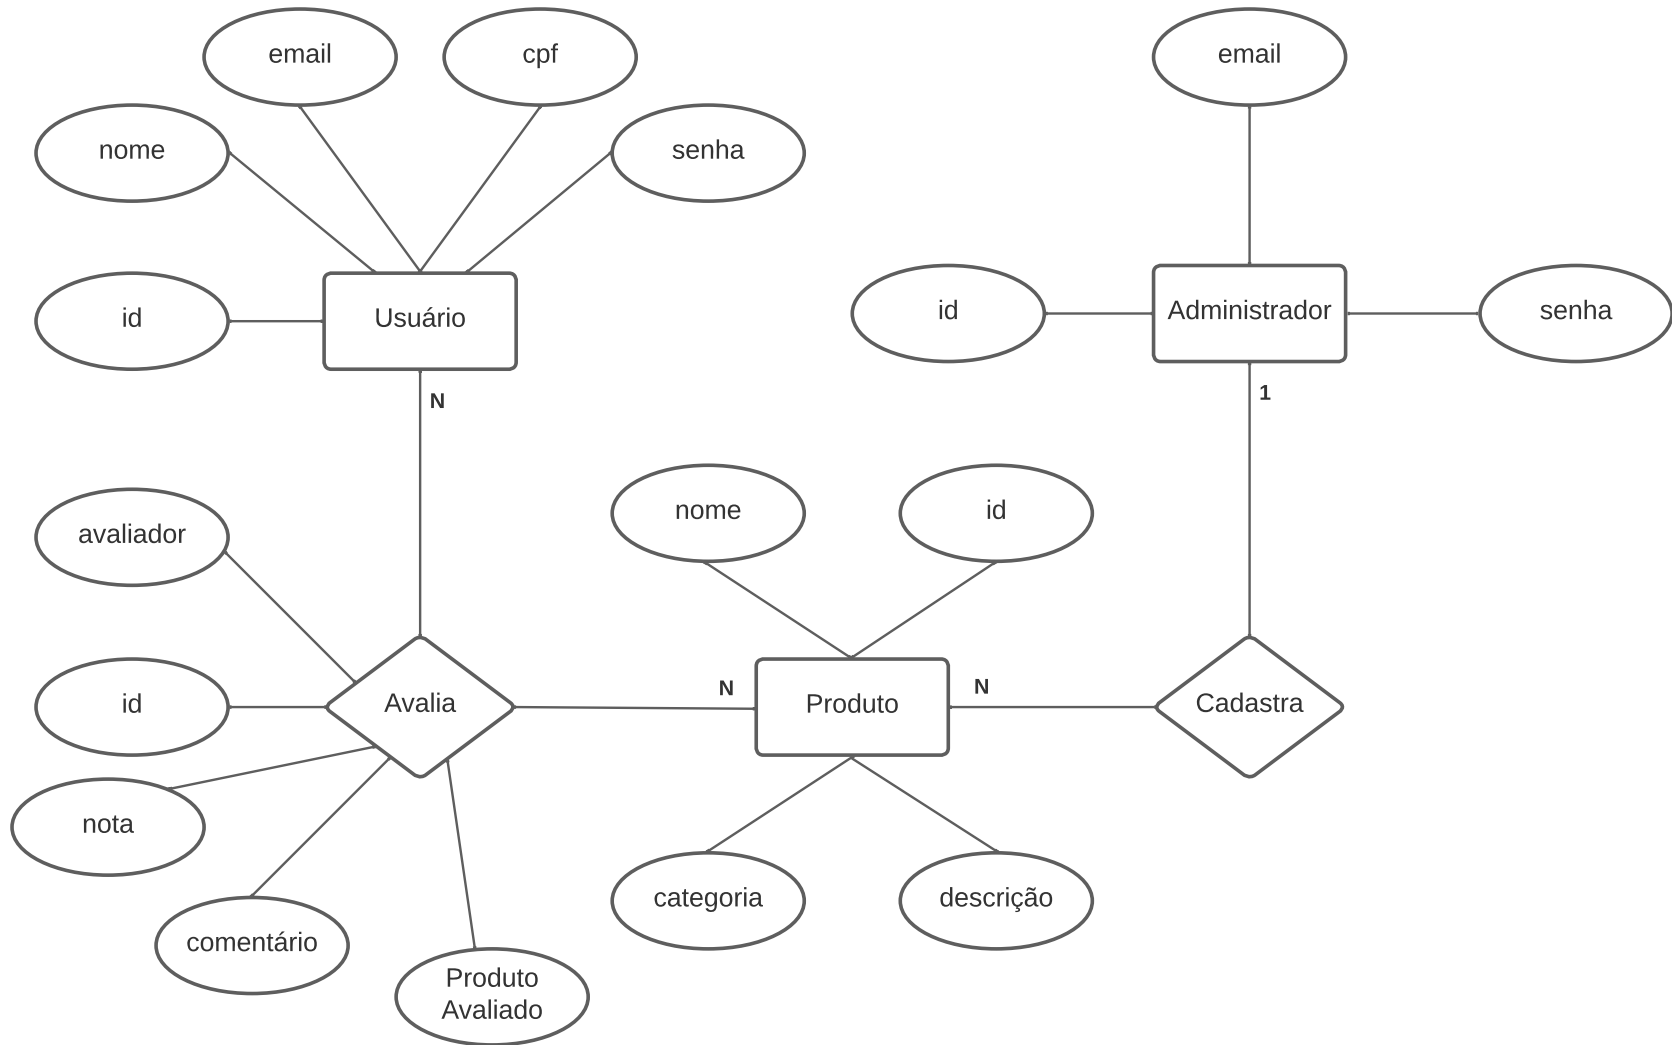 email
cpf
email
nome
senha
id
Usuário
id
Administrador
senha
N
1
avaliador
nome
id
id
Avalia
N
Produto
N
Cadastra
nota
categoria
descrição
comentário
Produto
Avaliado